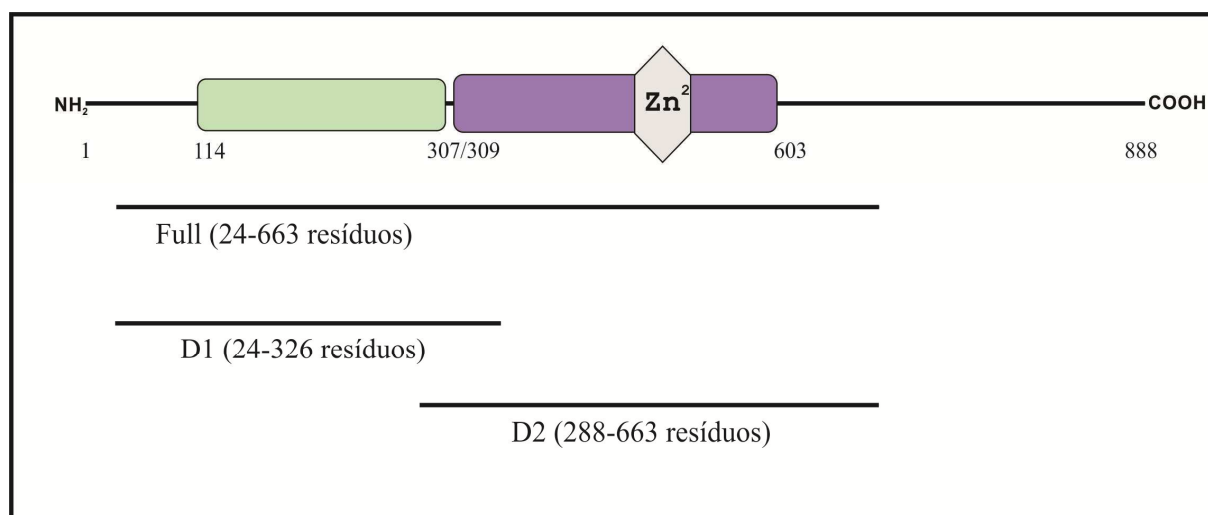 NH₂ Zn² COOH
1 114 307/309 603 888
Full (24-663 resíduos)
D1 (24-326 resíduos)
D2 (288-663 resíduos)